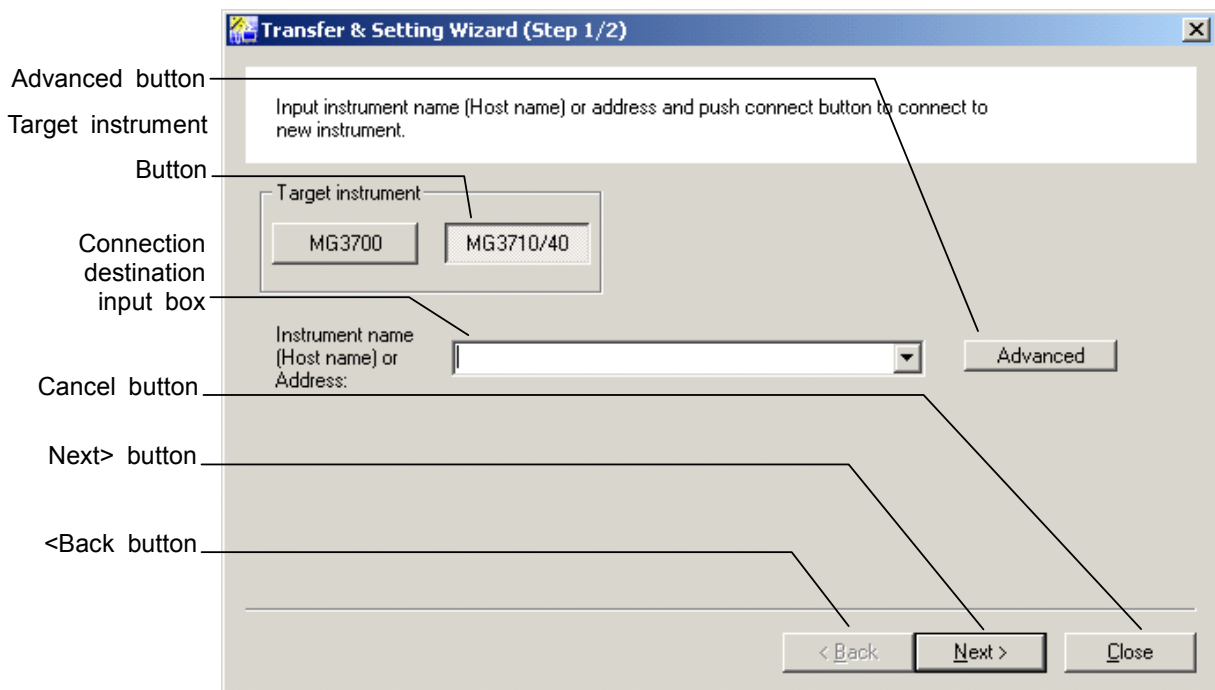 Transfer & Setting Wizard (Step 1/2)
Advanced button
Input instrument name (Host name) or address and push connect button to connect to
new instrument.
Target instrument
Button
Target instrument
MG3700
MG3710/40
Connection
destination
input box
Instrument name
(Host name) or
Address:
Advanced
Cancel button
Next> button
<Back button
< Back
Next >
Close